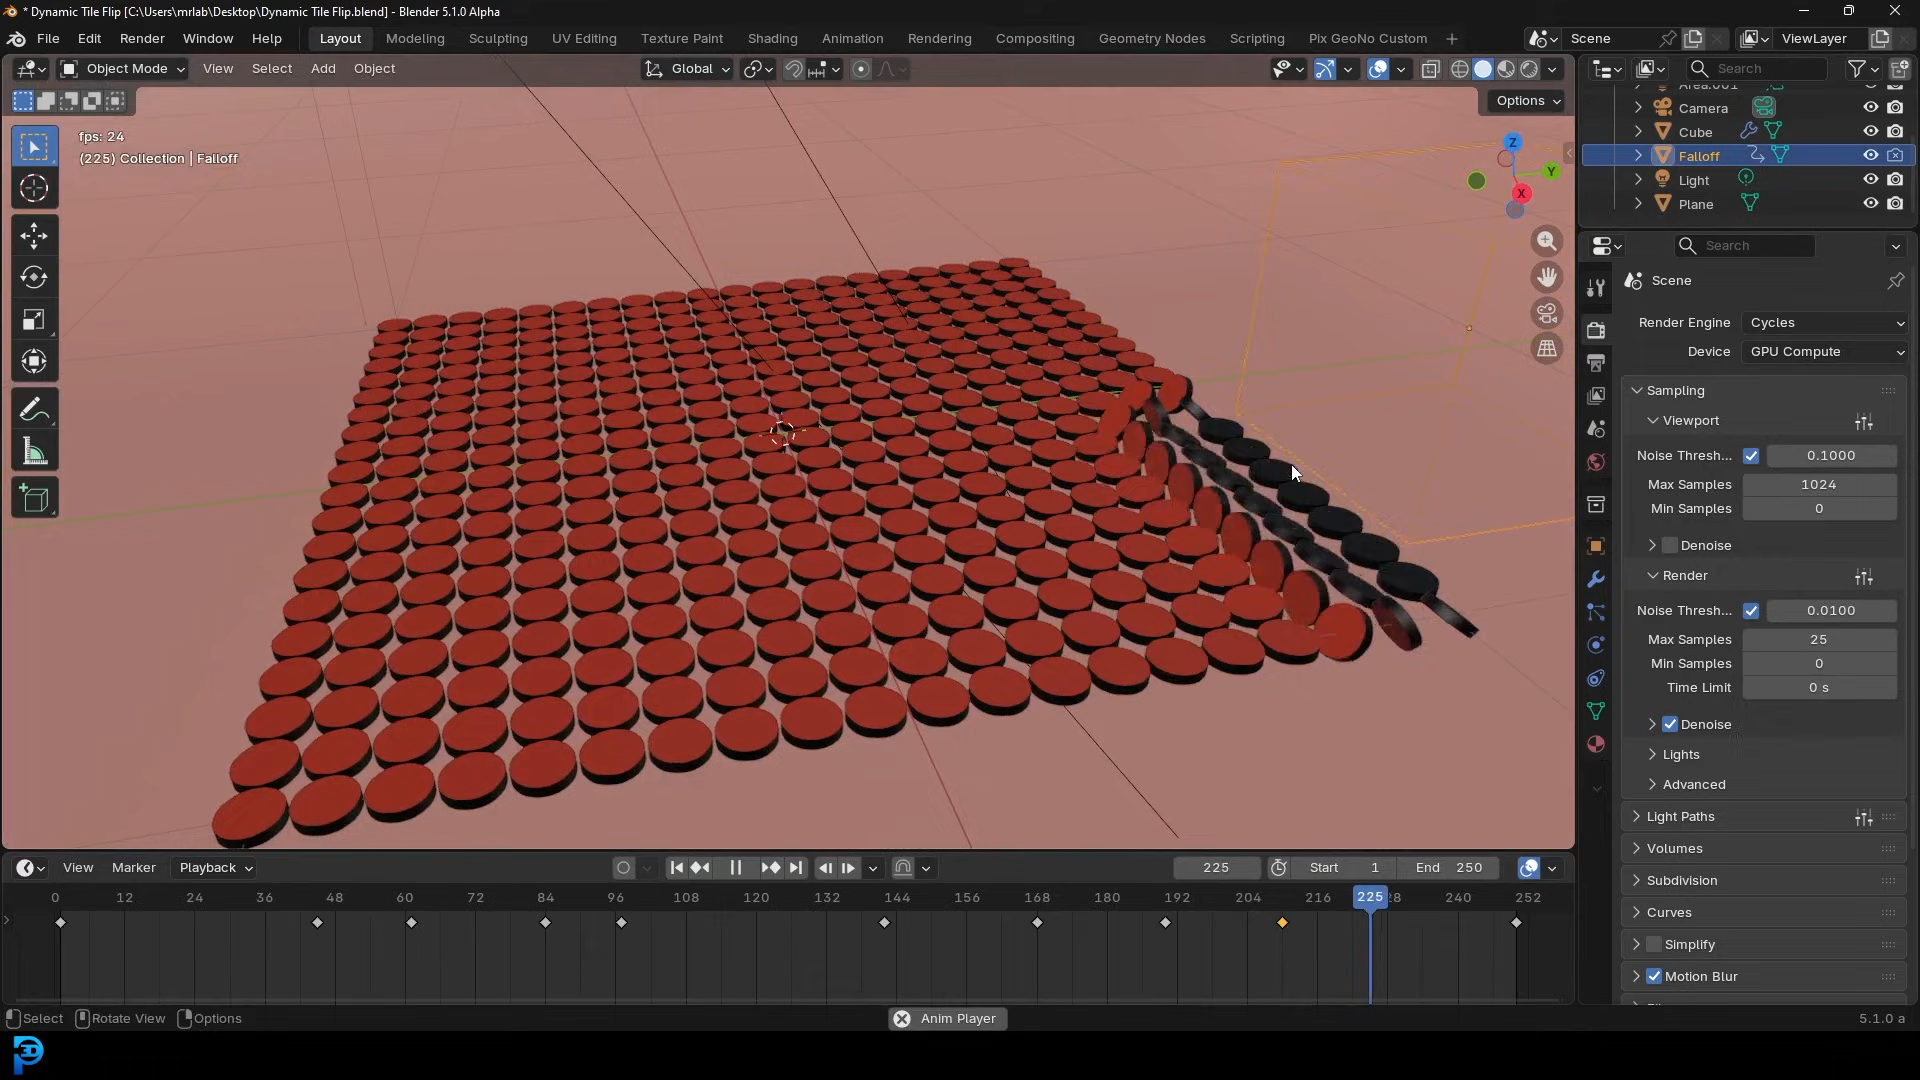 * Dynamic Tile Flip [C:\Users\mrlab\Desktop\Dynamic Tile Flip.blend] - Blender 5.1.0 Alpha
File Edit Render Window Help Layout Modeling Sculpting UV Editing Texture Paint Shading Animation Rendering Compositing Geometry Nodes Scripting Pix GeoNo Custom + Scene ViewLayer
Object Mode View Select Add Object Global Search
Options
Area.001
Camera
Cube
Falloff
Light
Plane
fps: 24
(225) Collection | Falloff
Z
Y
X
Search
Scene
Render Engine Cycles
Device GPU Compute
Sampling
Viewport
Noise Thresh... 0.1000
Max Samples 1024
Min Samples 0
Denoise
Render
Noise Thresh... 0.0100
Max Samples 25
Min Samples 0
Time Limit 0 s
Denoise
Lights
Advanced
Light Paths
Volumes
Subdivision
Curves
Simplify
Motion Blur
View Marker Playback 225 Start 1 End 250
0 12 24 36 48 60 72 84 96 108 120 132 144 156 168 180 192 204 216 225 28 240 252
Select Rotate View Options Anim Player 5.1.0 a